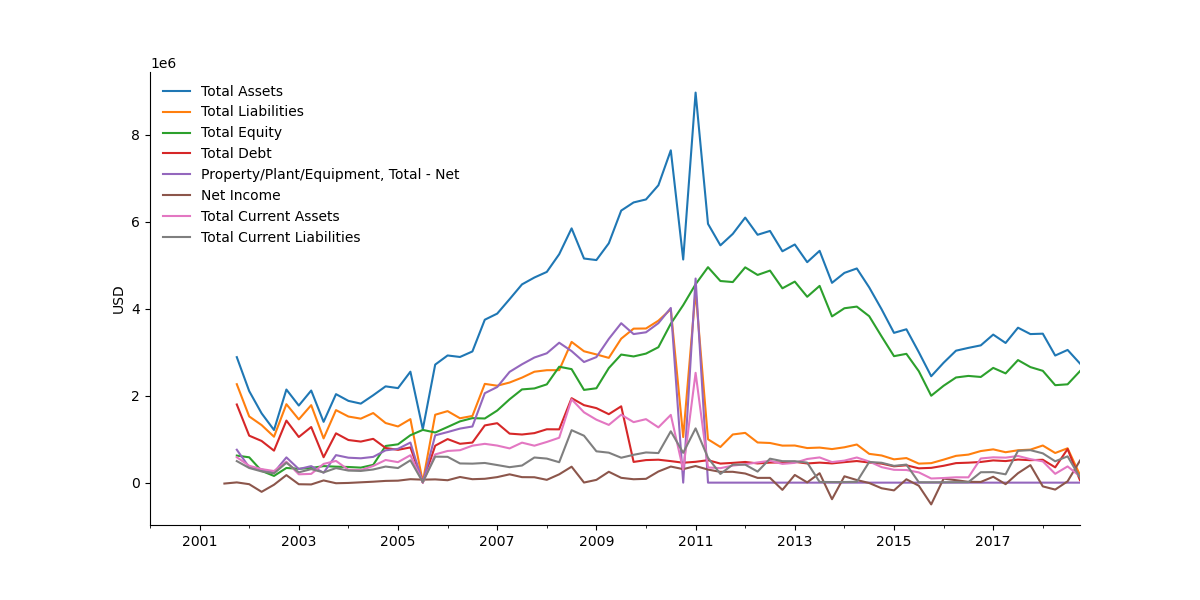 1e6
Total Assets
Total Liabilities
Total Equity
Total Debt
Property/Plant/Equipment, Total - Net
Net Income
Total Current Assets
Total Current Liabilities
USD
8
6
4
2
0
2001 2003 2005 2007 2009 2011 2013 2015 2017